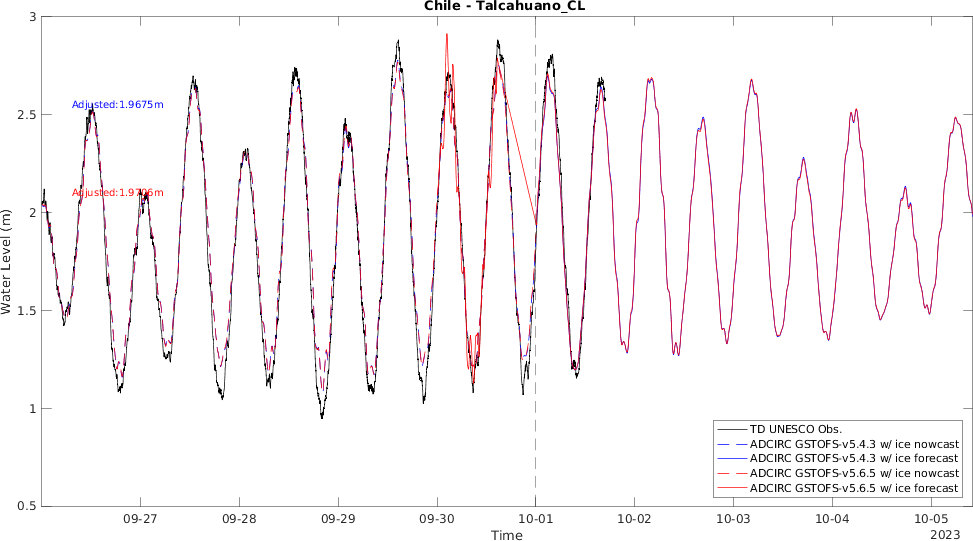 Chile - Talcahuano_CL
Water Level (m)
3
2.5
2
1.5
1
0.5
Adjusted:1.9675m
Adjusted:1.9796m
TD UNESCO Obs.
ADCIRC GSTOFS-v5.4.3 w/ ice nowcast
ADCIRC GSTOFS-v5.4.3 w/ ice forecast
ADCIRC GSTOFS-v5.6.5 w/ ice nowcast
ADCIRC GSTOFS-v5.6.5 w/ ice forecast
09-27 09-28 09-29 09-30 10-01 10-02 10-03 10-04 10-05
Time
2023